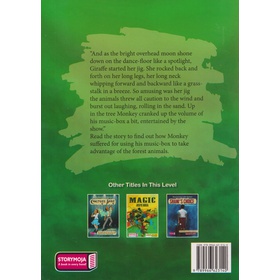 "And as the bright overhead moon shone
down on the dance-floor like a spotlight,
Giraffe started her jig. She rocked back and
forth on her long legs, her long neck
whipping forward and backward like a gras-
stalk in a breeze. So amusing was her jig
the animals threw all caution to the wind and
burst out laughing, rolling on the ground. Up
in the tree Monkey cranked up the volume of
his music-box a bit, entertained by the
show."
Read the story to find out how Monkey
suffered for using his music-box to take
advantage of the forest animals.
Other Titles In This Level
MAGIC
STORYMOJA